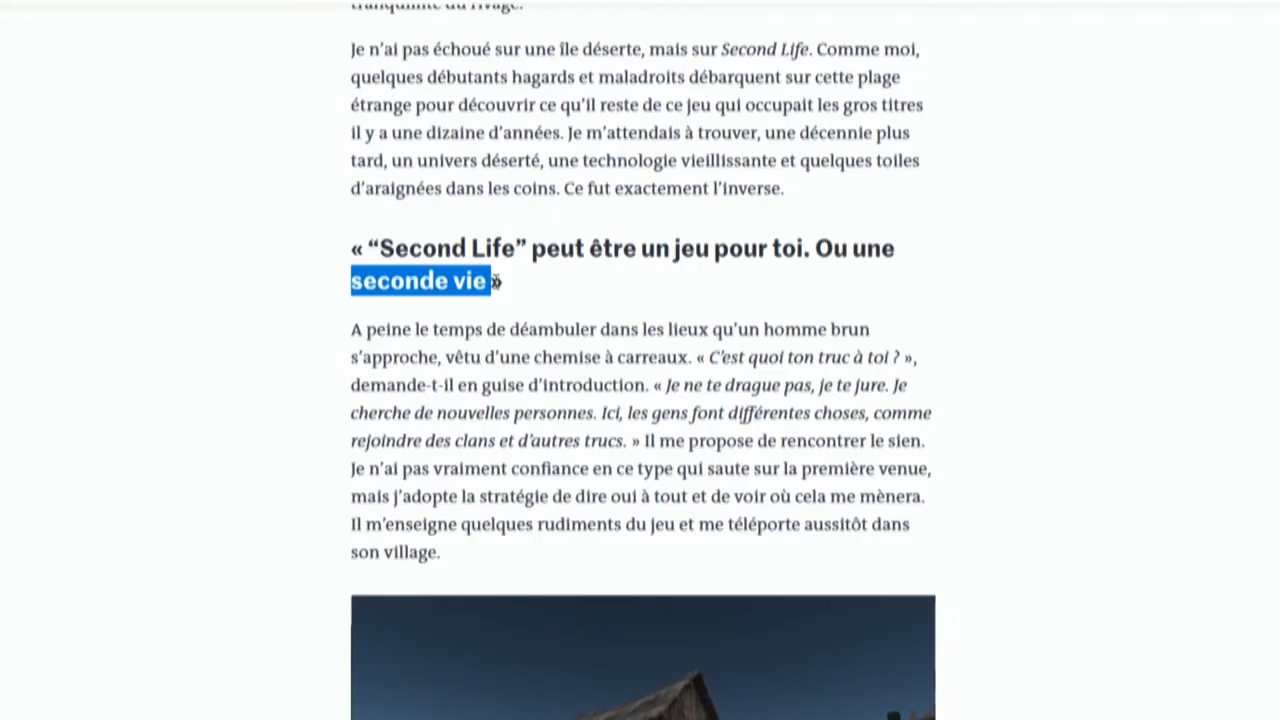 tranquillité du rivage.
Je n’ai pas échoué sur une île déserte, mais sur Second Life. Comme moi,
quelques débutants hagards et maladroits débarquent sur cette plage
étrange pour découvrir ce qu’il reste de ce jeu qui occupait les gros titres
il y a une dizaine d’années. Je m’attendais à trouver, une décennie plus
tard, un univers déserté, une technologie vieillissante et quelques toiles
d’araignées dans les coins. Ce fut exactement l’inverse.
« “Second Life” peut être un jeu pour toi. Ou une
seconde vie »
A peine le temps de déambuler dans les lieux qu’un homme brun
s’approche, vêtu d’une chemise à carreaux. « C’est quoi ton truc à toi ? »,
demande-t-il en guise d’introduction. « Je ne te drague pas, je te jure. Je
cherche de nouvelles personnes. Ici, les gens font différentes choses, comme
rejoindre des clans et d’autres trucs. » Il me propose de rencontrer le sien.
Je n’ai pas vraiment confiance en ce type qui saute sur la première venue,
mais j’adopte la stratégie de dire oui à tout et de voir où cela me mènera.
Il m’enseigne quelques rudiments du jeu et me téléporte aussitôt dans
son village.